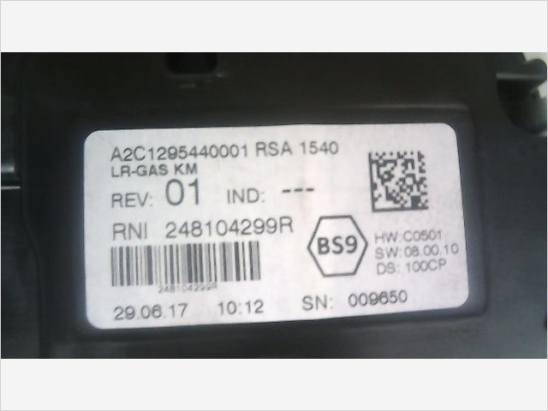 A2C1295440001 RSA 1540
LR-GAS KM
REV: 01 IND: ---
RNI 248104299R
BS9
HW:C0501
SW:08.00.10
DS: 100CP
248104299R
29.06.17 10:12 SN: 009650